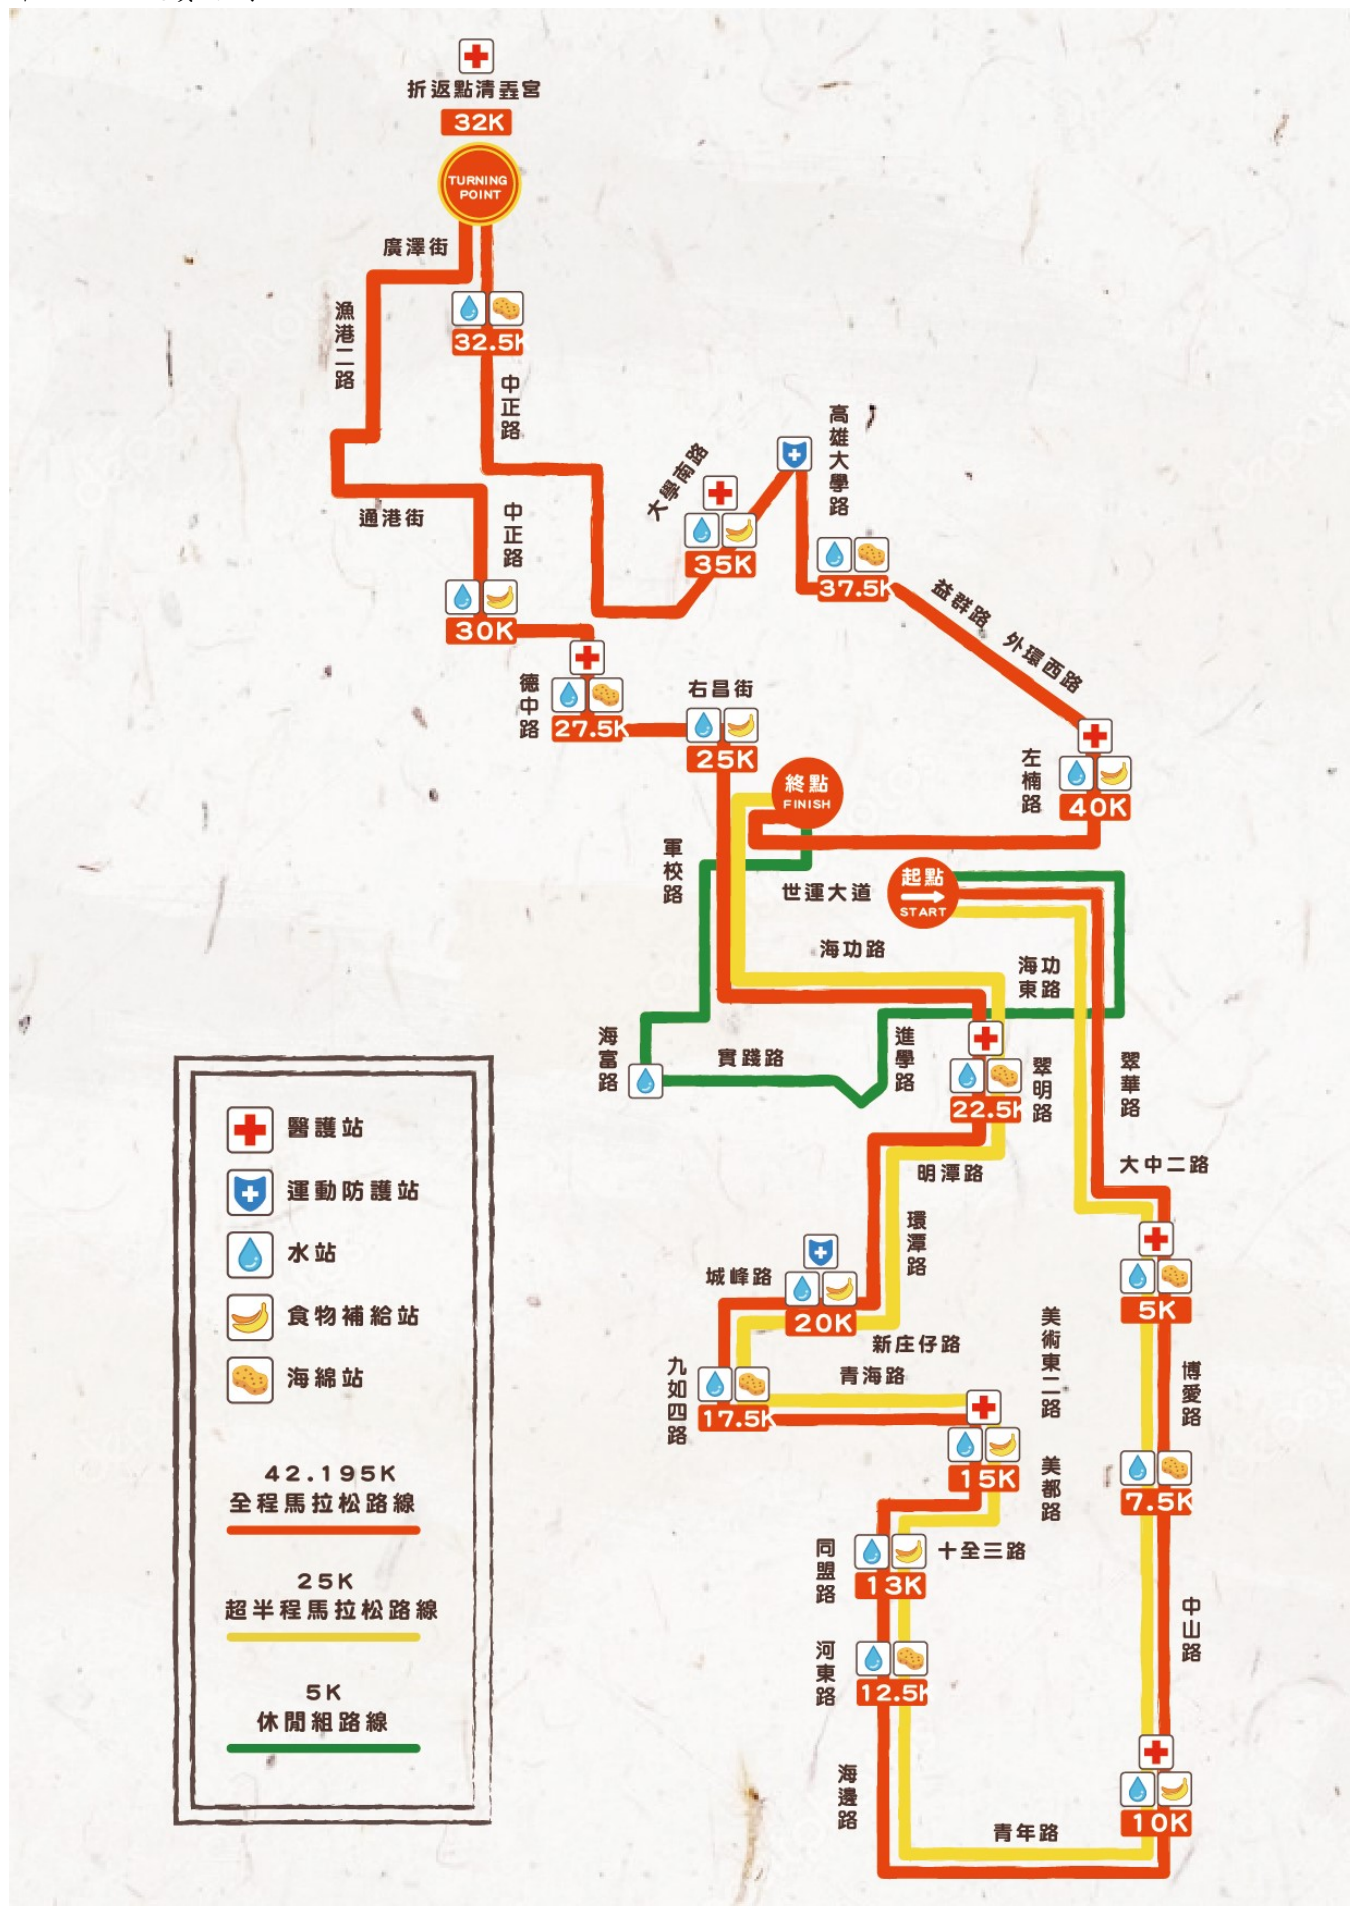 折返點清雲宮
32K
TURNING
POINT
廣澤街
漁港二路
32.5K
中正路
通港街
中正路
大學南路
高雄大學路
35K
37.5K
益群路 外環西路
30K
德中路
27.5K
右昌街
25K
左楠路
40K
終點
FINISH
軍校路
世運大道
起點
START
海功路
海功
東路
海富路
實踐路
進學路
22.5K
翠明路
翠華路
大中二路
明潭路
環潭路
城峰路
20K
新庄仔路
5K
九如四路
17.5K
青海路
美術東二路
博愛路
15K
美都路
7.5K
同盟路
13K
十全三路
河東路
12.5K
中山路
海邊路
青年路
10K
醫護站
運動防護站
水站
食物補給站
海綿站
42.195K
全程馬拉松路線
25K
超半程馬拉松路線
5K
休閒組路線